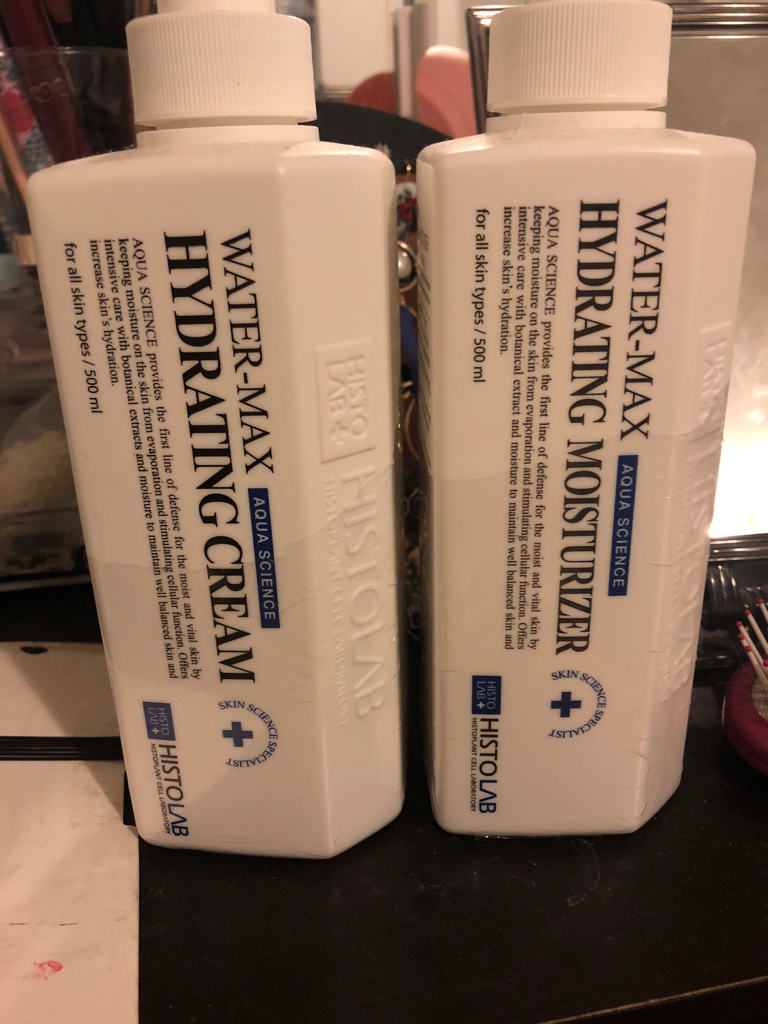 WATER-MAX
HYDRATING CREAM
AQUA SCIENCE
AQUA SCIENCE provides the first line of defense for the moist and vital skin by
keeping moisture on the skin from evaporation and stimulating cellular function. Offers
intensive care with botanical extracts and moisture to maintain well balanced skin and
increase skin's hydration.
for all skin types / 500 ml
SKIN SCIENCE SPECIALIST
HISTO
LAB+
HISTOLAB
HISTOPLANT CELL LABORATORY
HISTO
LAB
HISTOLAB
WATER-MAX
HYDRATING MOISTURIZER
AQUA SCIENCE
AQUA SCIENCE provides the first line of defense for the moist and vital skin by
keeping moisture on the skin from evaporation and stimulating cellular function. Offers
intensive care with botanical extract and moisture to maintain well balanced skin and
increase skin's hydration.
for all skin types / 500 ml
SKIN SCIENCE SPECIALIST
HISTO
LAB+
HISTOLAB
HISTOPLANT CELL LABORATORY